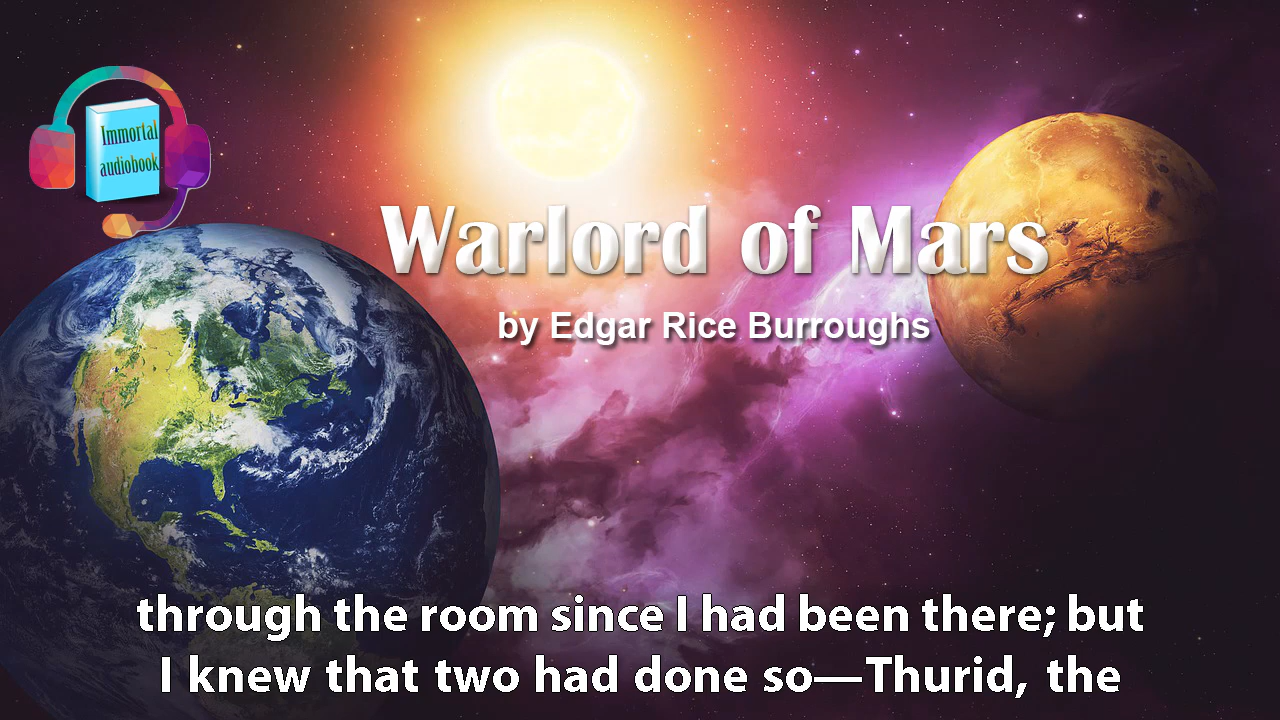 Immortal
audiobook
Warlord of Mars
by Edgar Rice Burroughs
through the room since I had been there; but
I knew that two had done so—Thurid, the